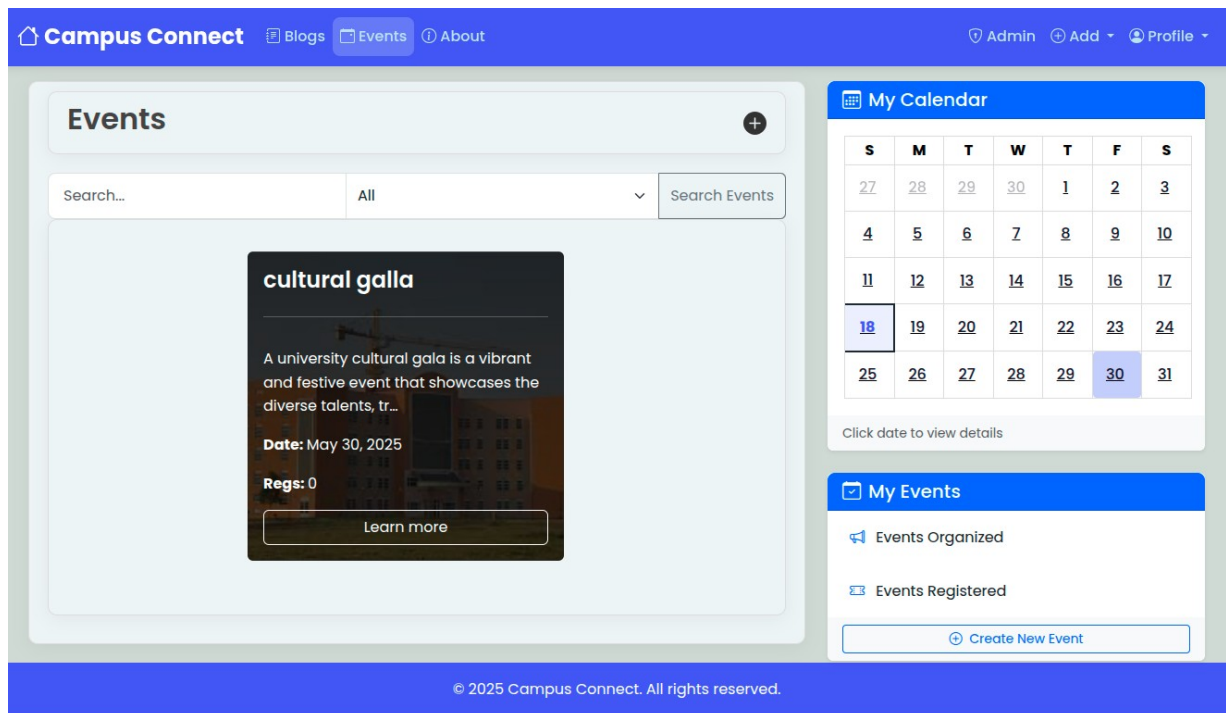 Campus Connect Blogs Events About Admin Add Profile
Events
Search... All Search Events
cultural galla
A university cultural gala is a vibrant
and festive event that showcases the
diverse talents, tr...
Date: May 30, 2025
Regs: 0
Learn more
My Calendar
S M T W T F S
27 28 29 30 1 2 3
4 5 6 7 8 9 10
11 12 13 14 15 16 17
18 19 20 21 22 23 24
25 26 27 28 29 30 31
Click date to view details
My Events
Events Organized
Events Registered
Create New Event
© 2025 Campus Connect. All rights reserved.